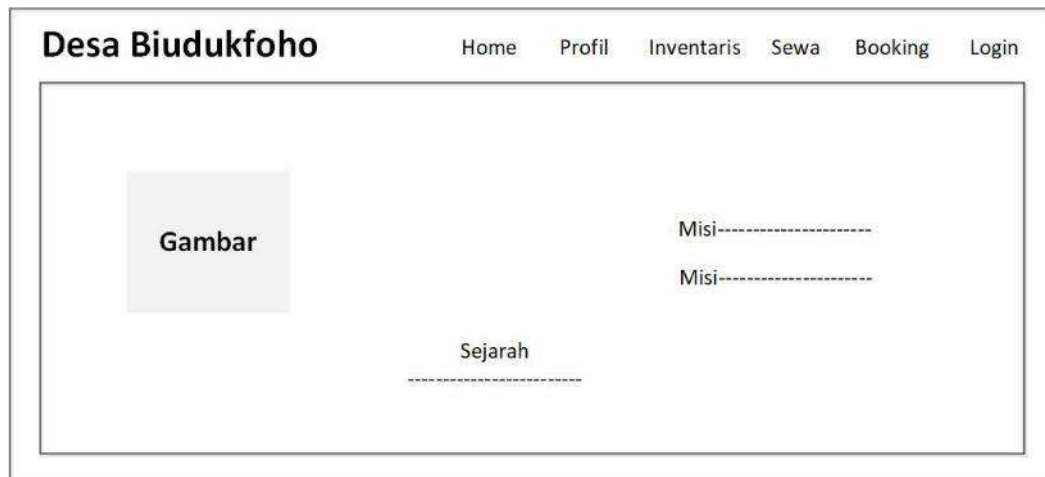 Desa Biudukfoho
Home Profil Inventaris Sewa Booking Login
Gambar
Misi----------------------
Misi----------------------
Sejarah
-------------------------